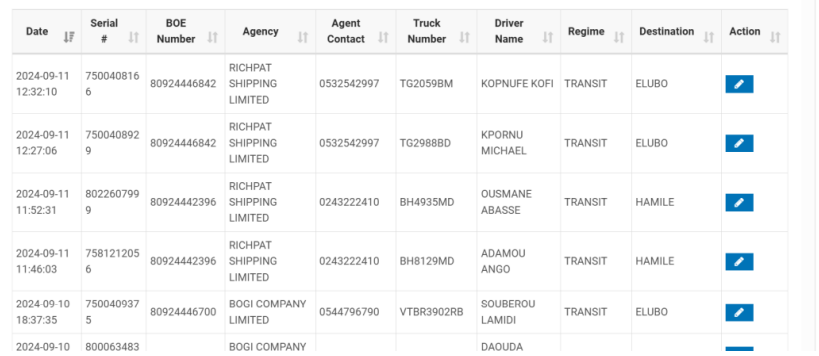 Date Serial # BOE Number Agency Agent Contact Truck Number Driver Name Regime Destination Action
2024-09-11 12:32:10 7500408166 80924446842 RICHPAT SHIPPING LIMITED 0532542997 TG2059BM KOPNUFE KOFI TRANSIT ELUBO
2024-09-11 12:27:06 7500408929 80924446842 RICHPAT SHIPPING LIMITED 0532542997 TG2988BD KPORNU MICHAEL TRANSIT ELUBO
2024-09-11 11:52:31 8022607999 80924442396 RICHPAT SHIPPING LIMITED 0243222410 BH4935MD OUSMANE ABASSE TRANSIT HAMILE
2024-09-11 11:46:03 7581212056 80924442396 RICHPAT SHIPPING LIMITED 0243222410 BH8129MD ADAMOU ANGO TRANSIT HAMILE
2024-09-10 18:37:35 7500409375 80924446700 BOGI COMPANY LIMITED 0544796790 VTBR3902RB SOUBEROU LAMIDI TRANSIT ELUBO
2024-09-10 800063483 BOGI COMPANY DAOUDA